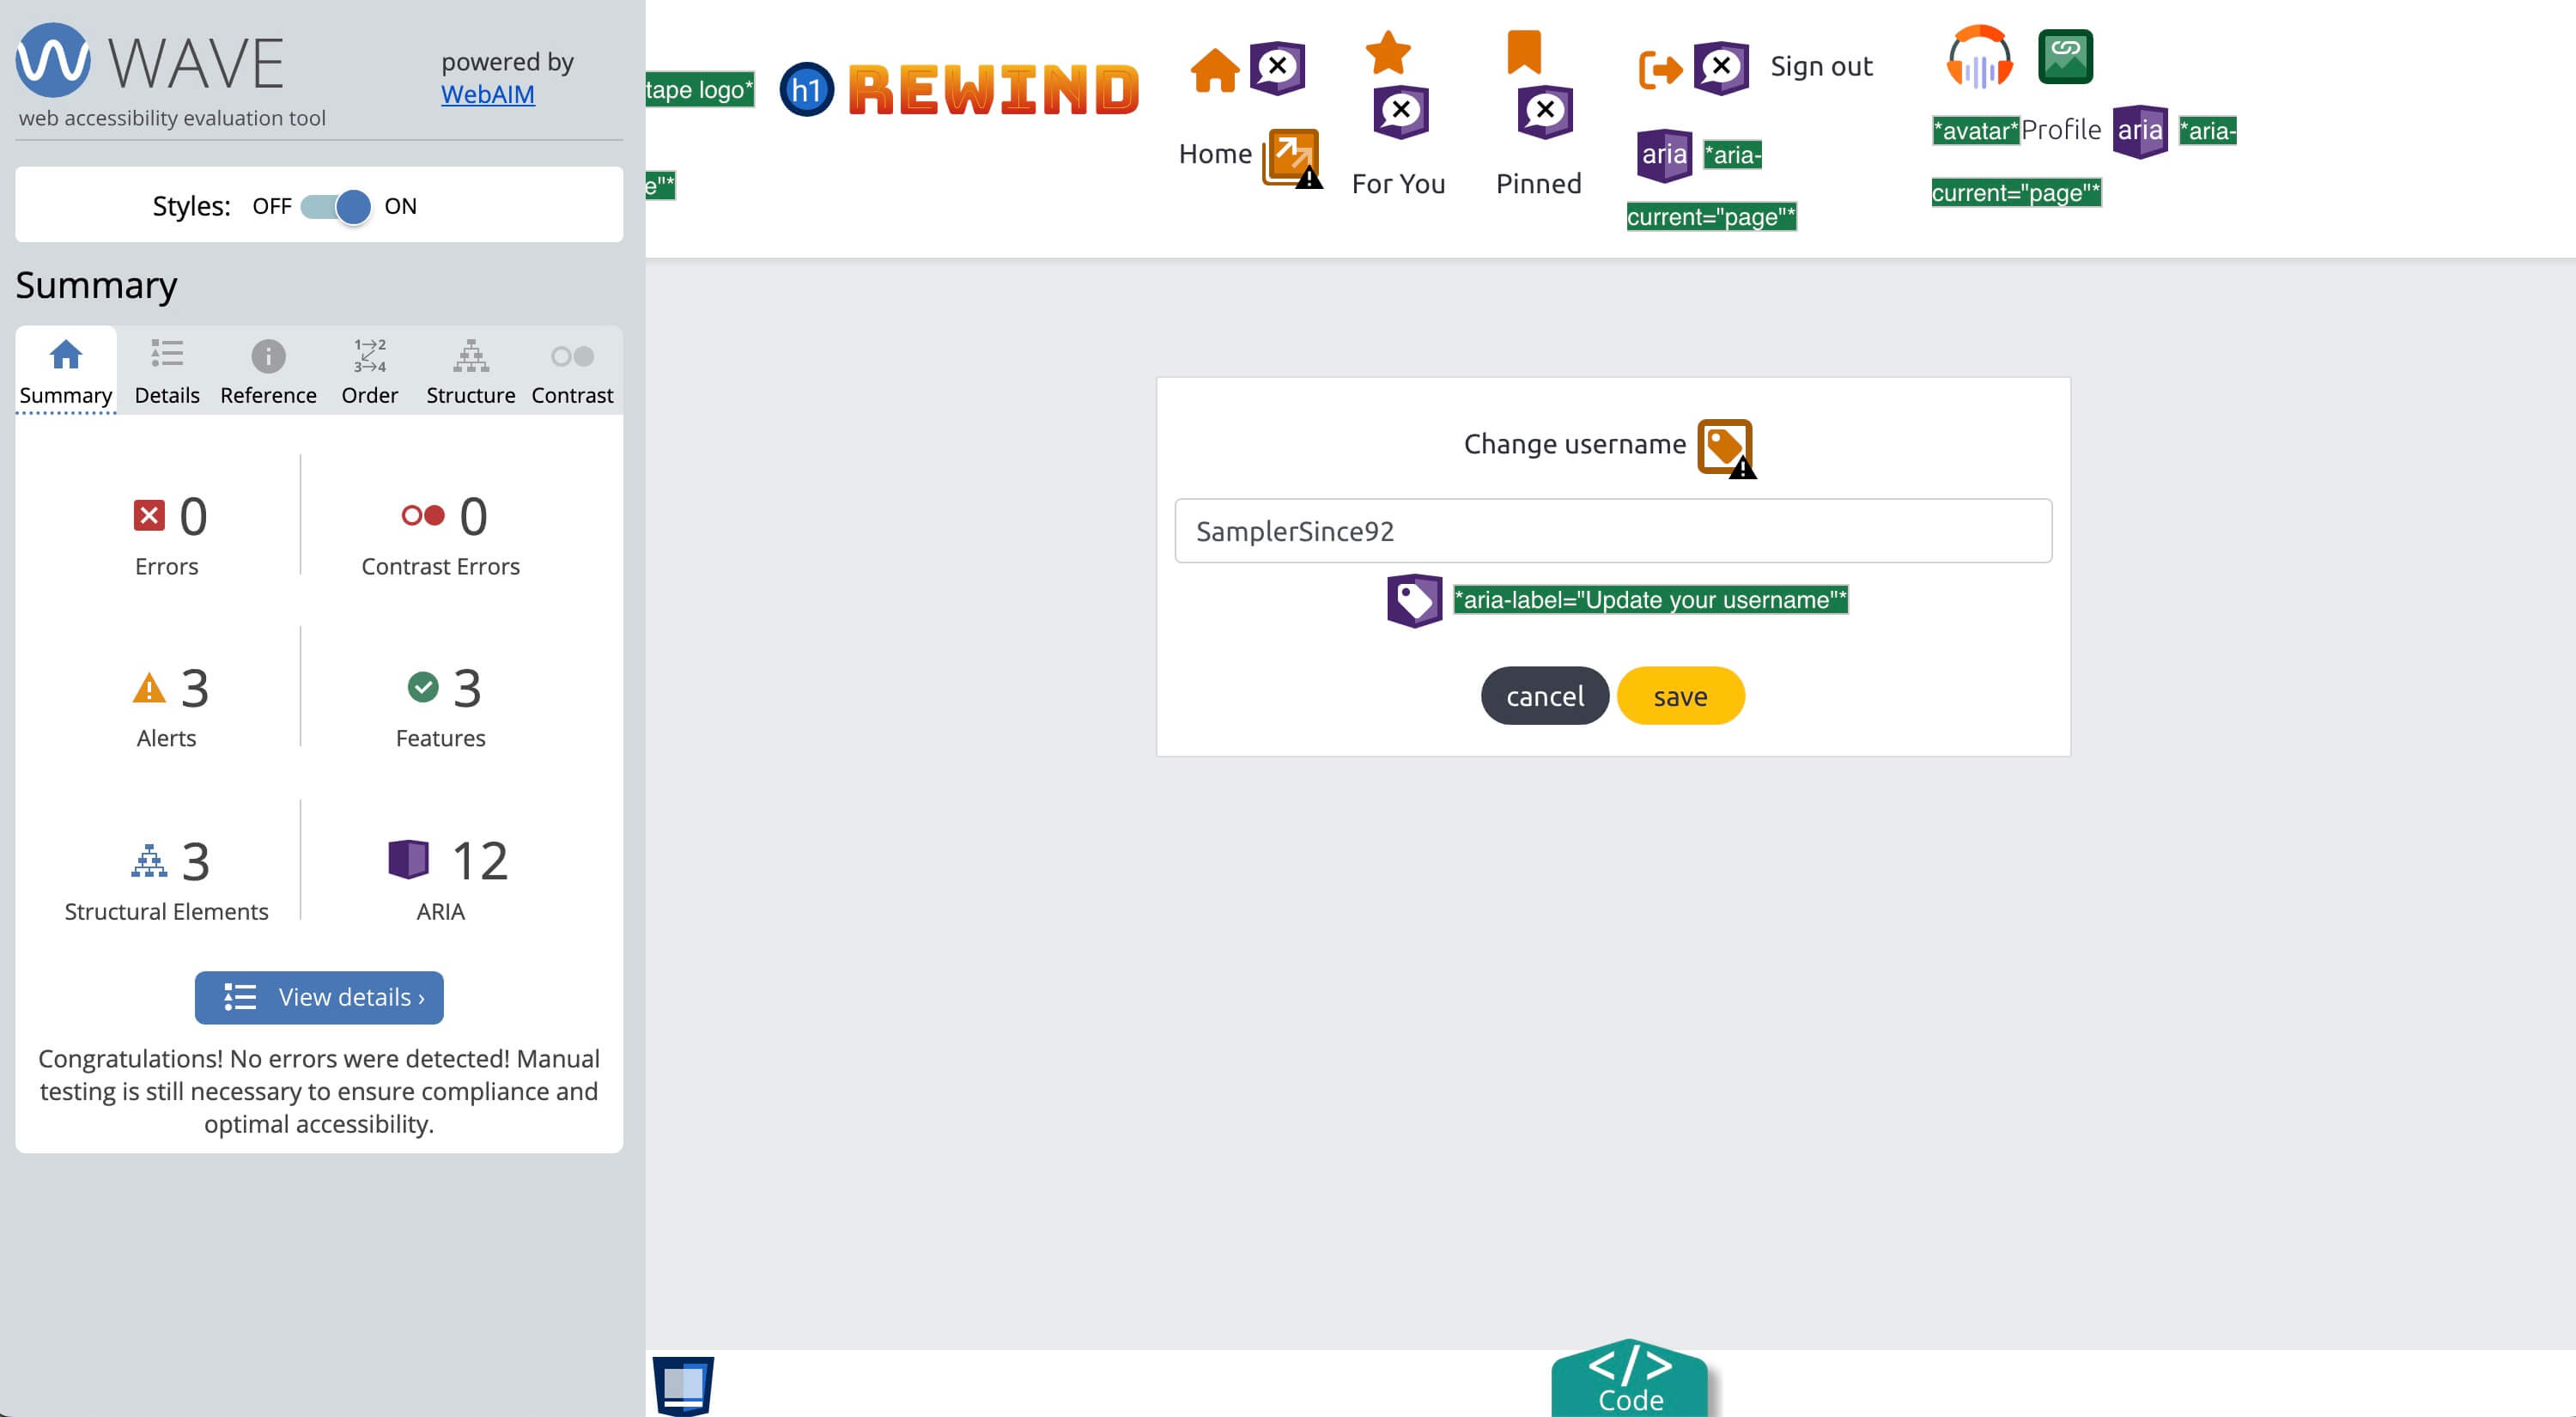 WAVE
powered by
WebAIM
web accessibility evaluation tool
Styles: OFF ON
Summary
Summary Details Reference Order Structure Contrast
1→2
3→4
0 0
Errors Contrast Errors
3 3
Alerts Features
3 12
Structural Elements ARIA
View details ›
Congratulations! No errors were detected! Manual
testing is still necessary to ensure compliance and
optimal accessibility.
tape logo*
e"*
h1 REWIND
Home
For You
Pinned
Sign out
aria *aria-
current="page"*
*avatar*Profile aria *aria-
current="page"*
Change username
SamplerSince92
*aria-label="Update your username"*
cancel save
</>
Code